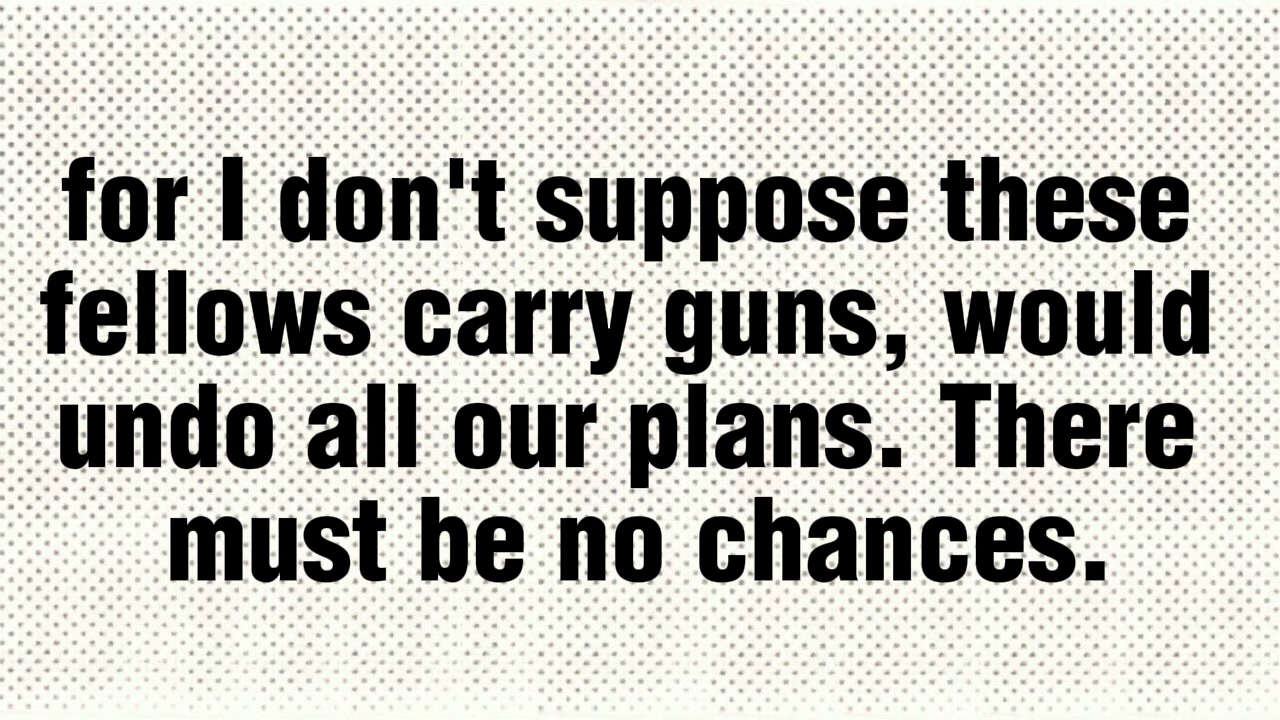 for I don't suppose these
fellows carry guns, would
undo all our plans. There
must be no chances.